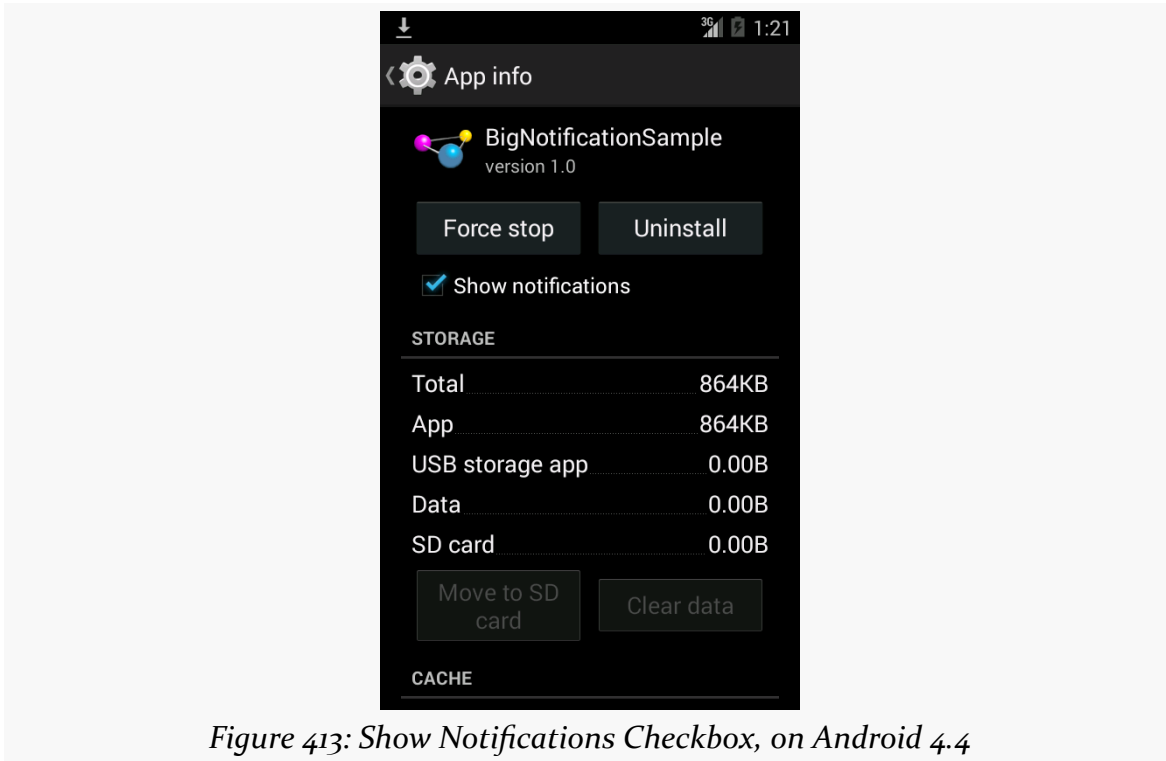 3G 1:21
App info
BigNotificationSample
version 1.0
Force stop Uninstall
Show notifications
STORAGE
Total 864KB
App 864KB
USB storage app 0.00B
Data 0.00B
SD card 0.00B
Move to SD
card
Clear data
CACHE
Figure 413: Show Notifications Checkbox, on Android 4.4